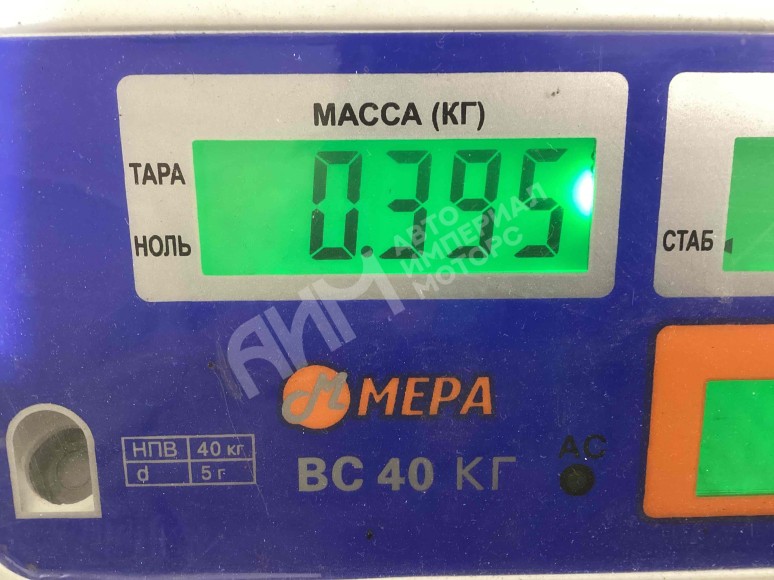 МАССА (КГ)
ТАРА
0.395
НОЛЬ
СТАБ
АВТО
ИМПЕРИАЛ
МОТОРС
АИМ
МЕРА
НПВ 40 кг
d 5 г
ВС 40 КГ
AC